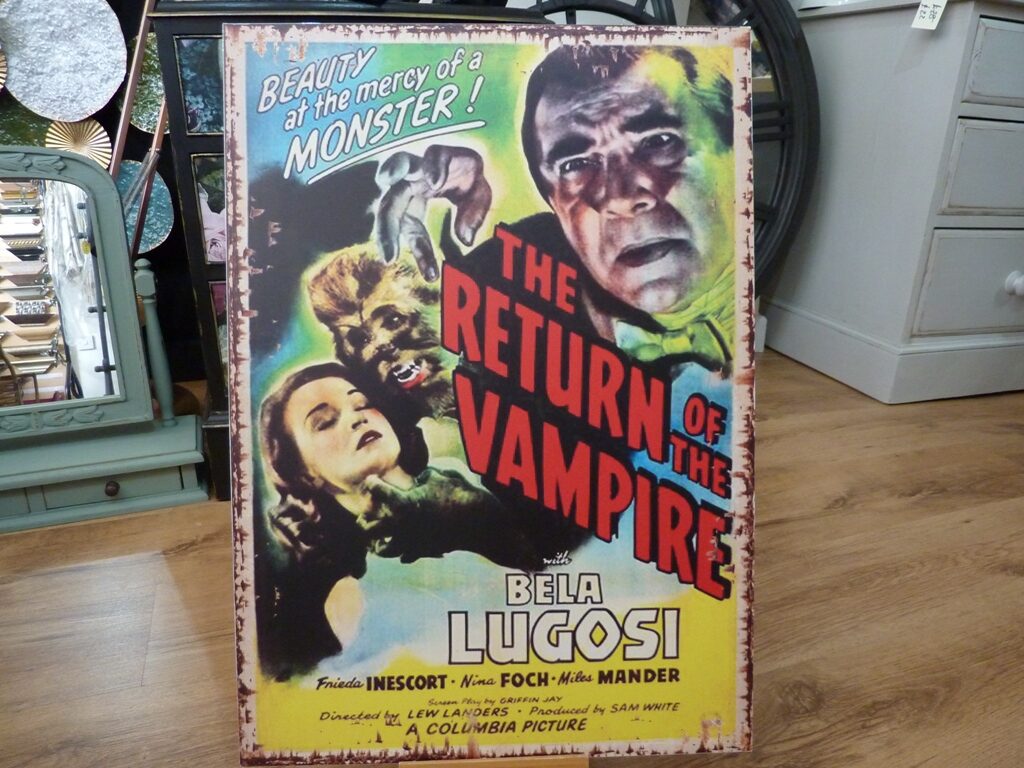 BEAUTY
at the mercy of a
MONSTER!
THE
RETURN
OF
THE
VAMPIRE
with
BELA
LUGOSI
Frieda INESCORT · Nina FOCH · Miles MANDER
Screen Play by GRIFFIN JAY
Directed by LEW LANDERS · Produced by SAM WHITE
A COLUMBIA PICTURE